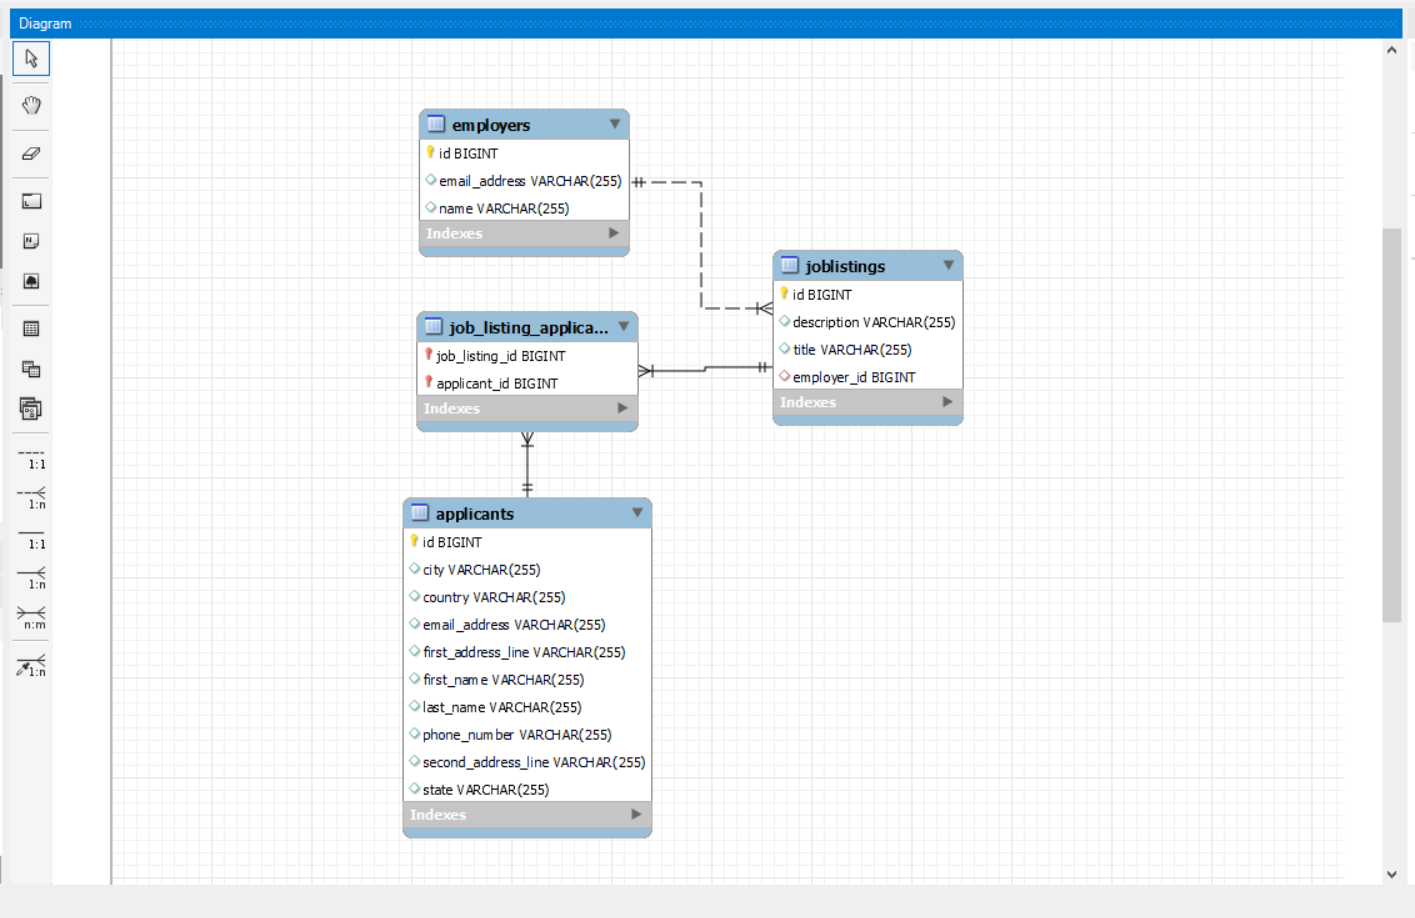 Diagram
employers
id BIGINT
email_address VARCHAR(255)
name VARCHAR(255)
Indexes
joblistings
id BIGINT
description VARCHAR(255)
title VARCHAR(255)
employer_id BIGINT
Indexes
job_listing_applica...
job_listing_id BIGINT
applicant_id BIGINT
Indexes
applicants
id BIGINT
city VARCHAR(255)
country VARCHAR(255)
email_address VARCHAR(255)
first_address_line VARCHAR(255)
first_name VARCHAR(255)
last_name VARCHAR(255)
phone_number VARCHAR(255)
second_address_line VARCHAR(255)
state VARCHAR(255)
Indexes
1:1
1:n
1:1
1:n
n:m
1:n